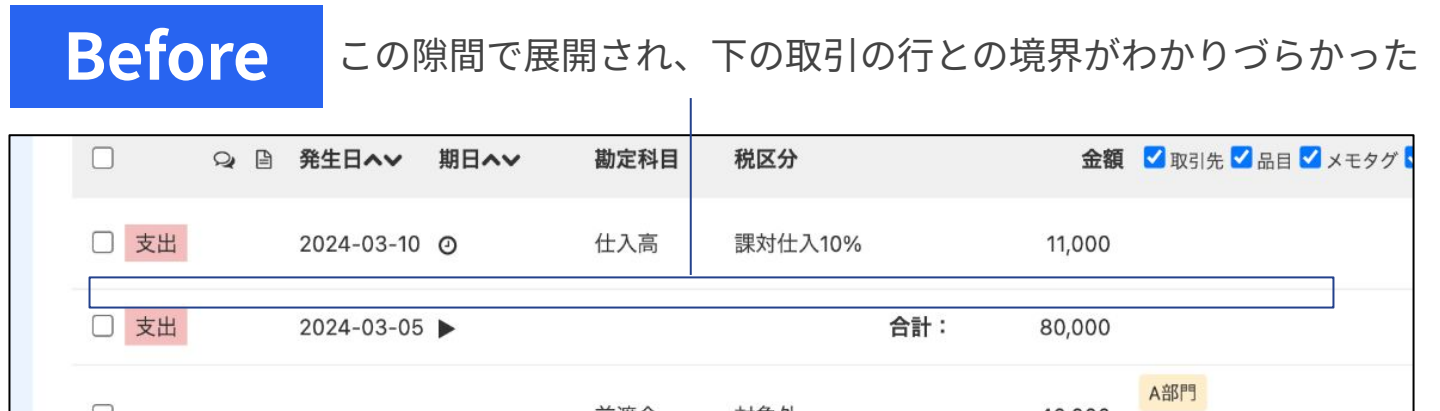 Before
この隙間で展開され、下の取引の行との境界がわかりづらかった
発生日 期日 勘定科目 税区分 金額 取引先 品目 メモタグ
支出 2024-03-10 仕入高 課対仕入10% 11,000
支出 2024-03-05 合計： 80,000
A部門